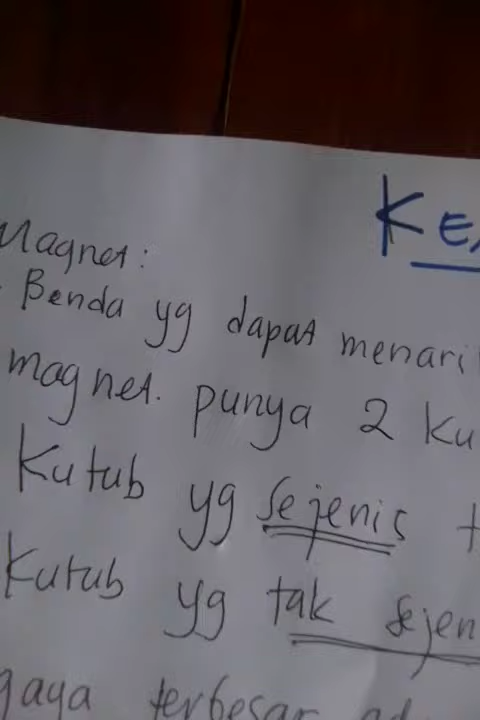 Ke
Magnet:
Benda yg dapat menari
magnet. punya 2 Ku
Kutub yg sejenis t
Kutub yg tak sejen
gaya terbesar ad